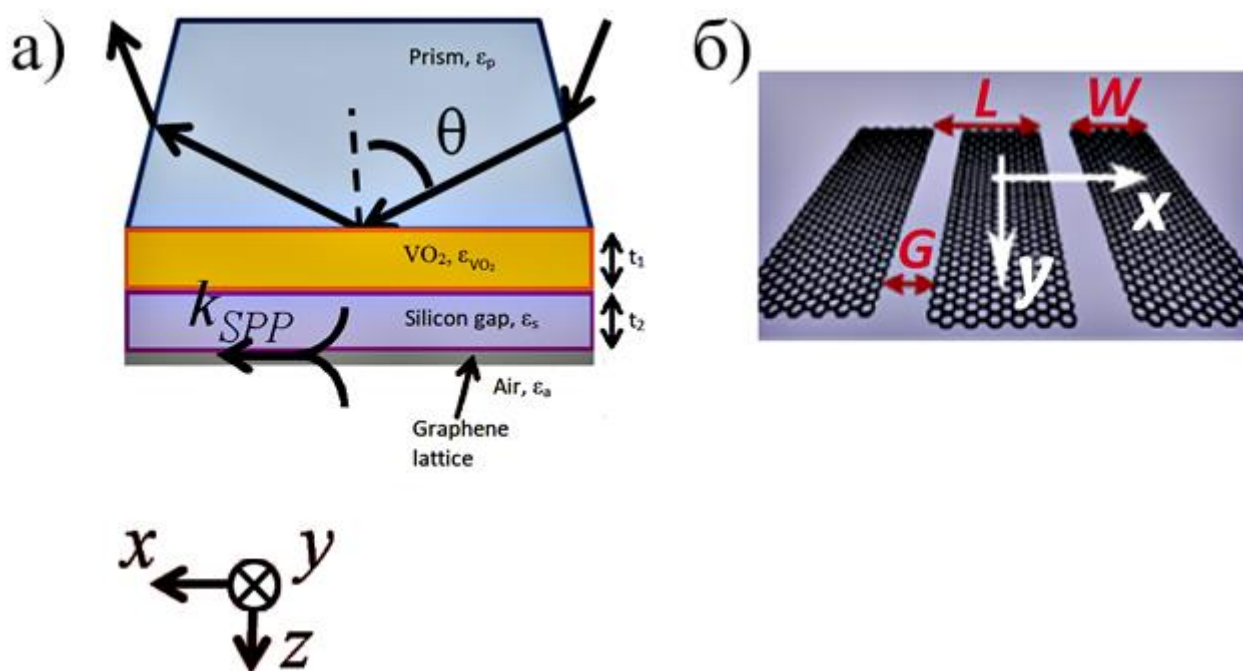 а)
Prism, εp
θ
VO₂, εVO₂
t₁
kSPP
Silicon gap, εs
t₂
Air, εa
Graphene
lattice
x
y
z
б)
L
W
G
x
y